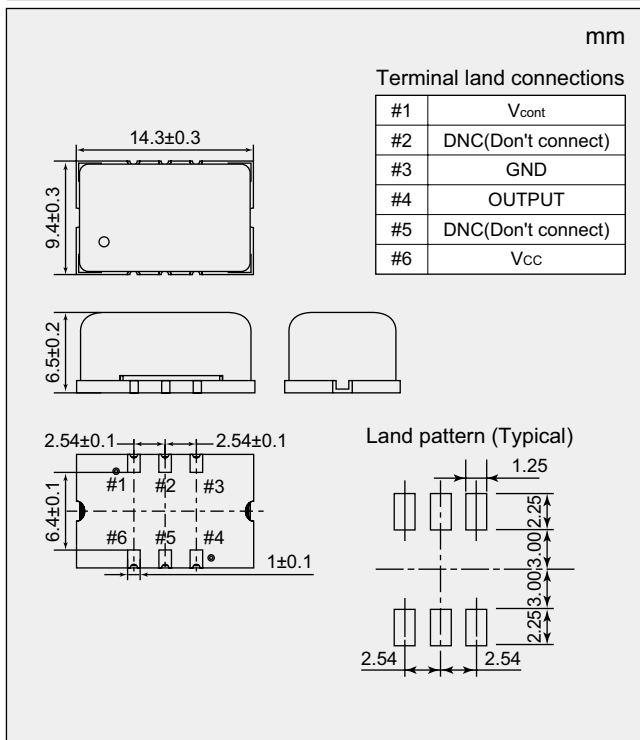 mm
Terminal land connections
#1 Vcont
#2 DNC(Don't connect)
#3 GND
#4 OUTPUT
#5 DNC(Don't connect)
#6 VCC
14.3±0.3
9.4±0.3
6.5±0.2
2.54±0.1 2.54±0.1
#1 #2 #3
6.4±0.1
#6 #5 #4
1±0.1
Land pattern (Typical)
1.25
2.25
3.00
3.00
2.25
2.54 2.54